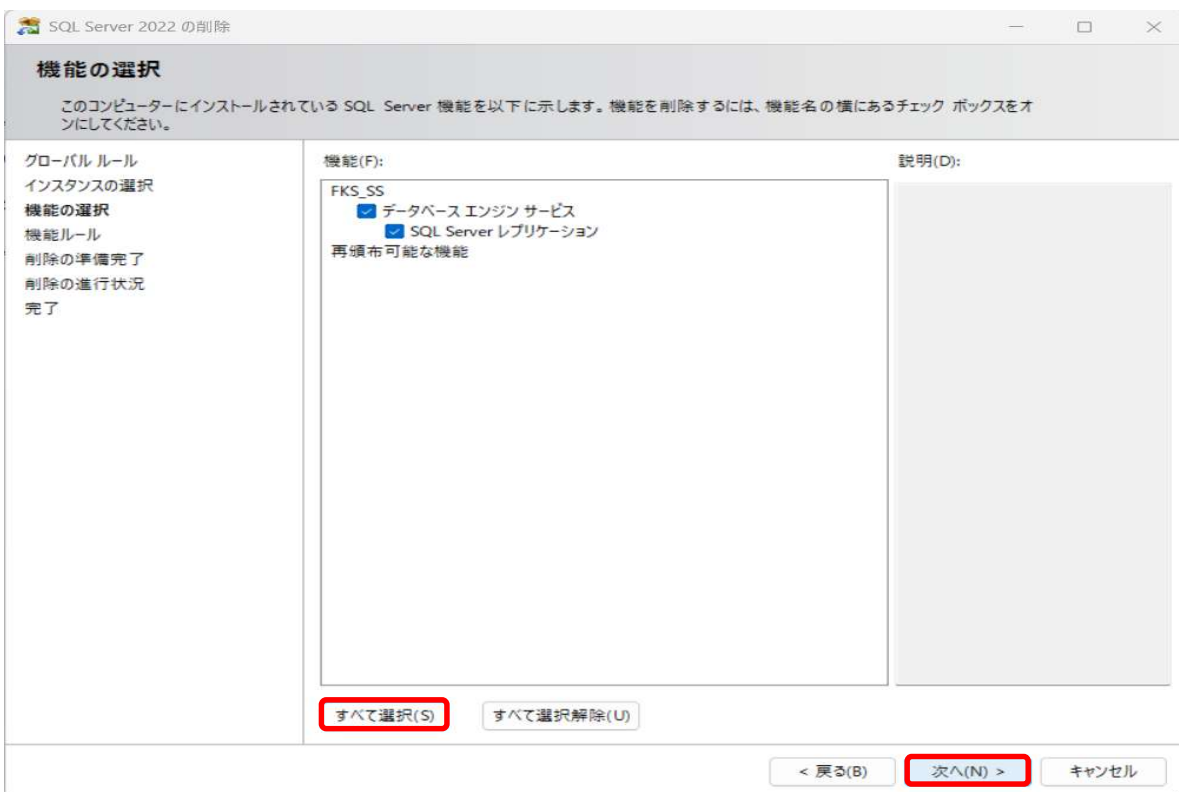 SQL Server 2022 の削除
機能の選択
このコンピューターにインストールされている SQL Server 機能を以下に示します。機能を削除するには、機能名の横にあるチェック ボックスをオ
ンにしてください。
グローバル ルール
インスタンスの選択
機能の選択
機能ルール
削除の準備完了
削除の進行状況
完了
機能(F):
FKS_SS
データベース エンジン サービス
SQL Server レプリケーション
再頒布可能な機能
説明(D):
すべて選択(S)
すべて選択解除(U)
< 戻る(B)
次へ(N) >
キャンセル